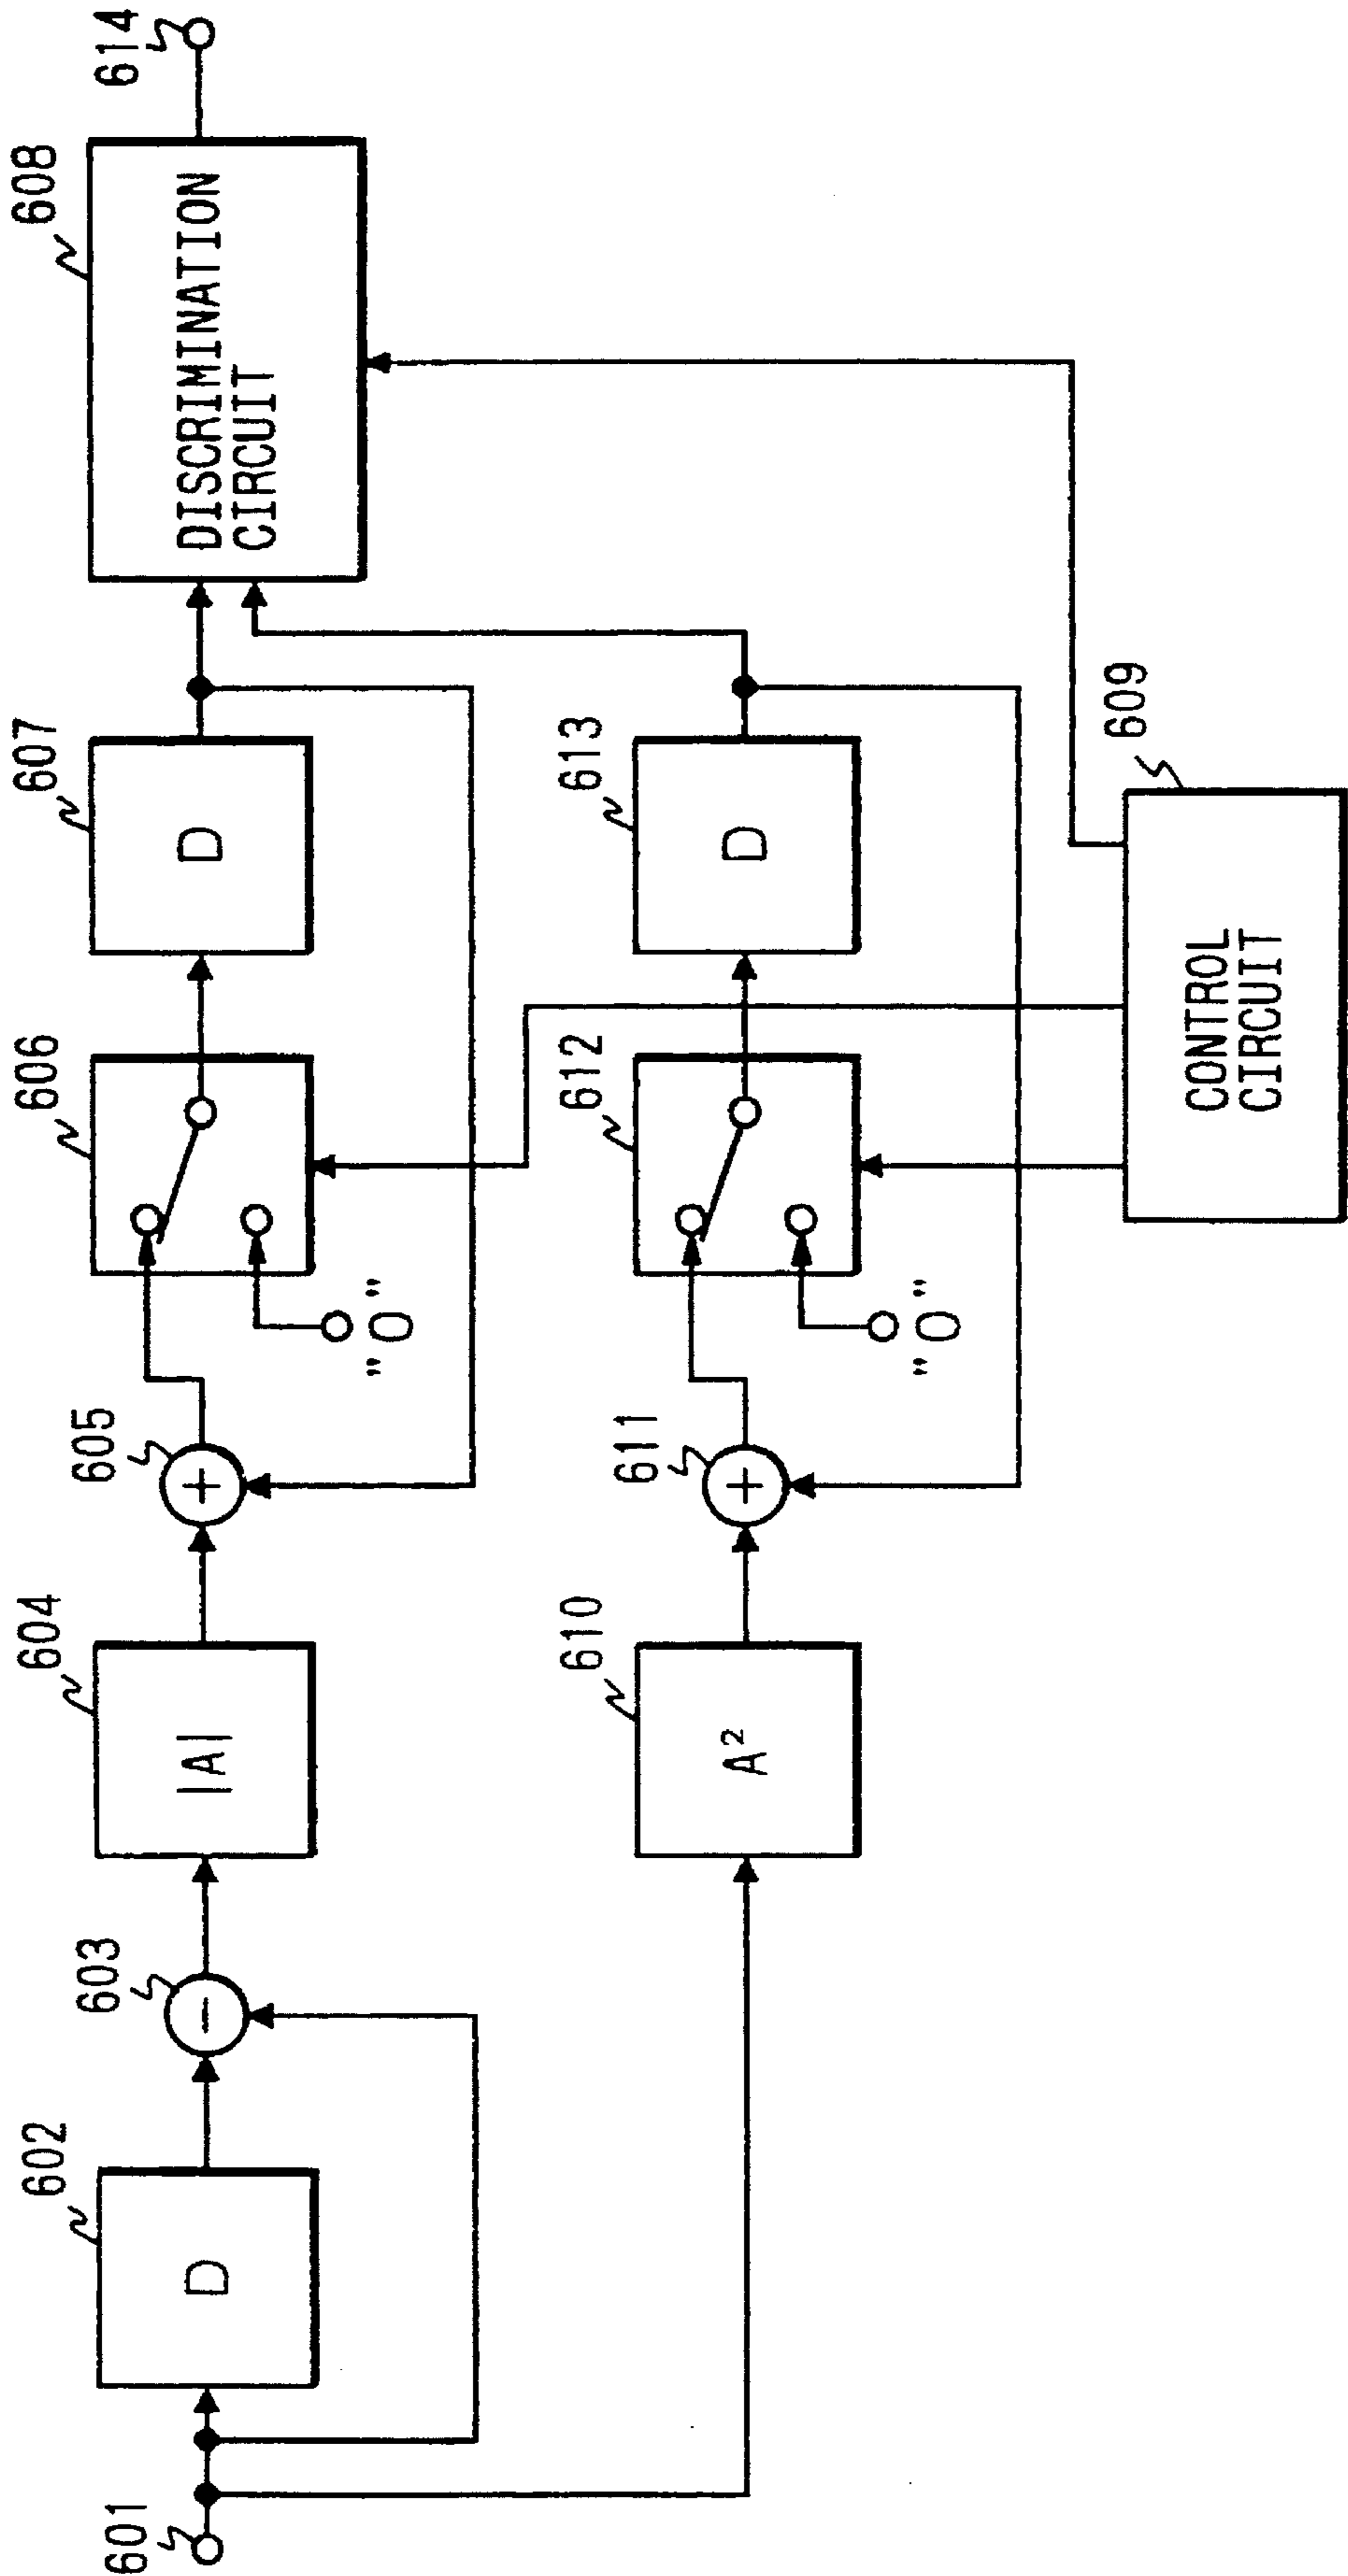 601
602
D
603
-
604
|A|
605
+
606
"0"
607
D
608
DISCRIMINATION
CIRCUIT
614
610
A²
611
+
612
"0"
613
D
609
CONTROL
CIRCUIT